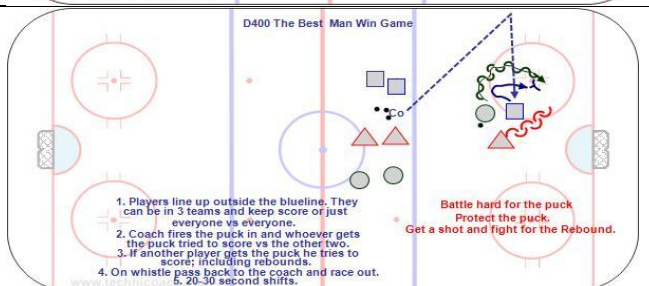 D400 The Best Man Win Game
Co
1. Players line up outside the blueline. They
can be in 3 teams and keep score or just
everyone vs everyone.
2. Coach fires the puck in and whoever gets
the puck tried to score vs the other two.
3. If another player gets the puck he tries to
score; including rebounds.
4. On whistle pass back to the coach and race out.
5. 20-30 second shifts.
Battle hard for the puck
Protect the puck.
Get a shot and fight for the Rebound.